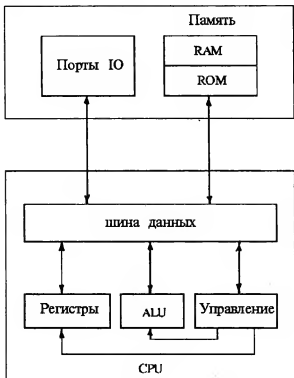 Память
Порты IO
RAM
ROM
шина данных
Регистры
ALU
Управление
CPU